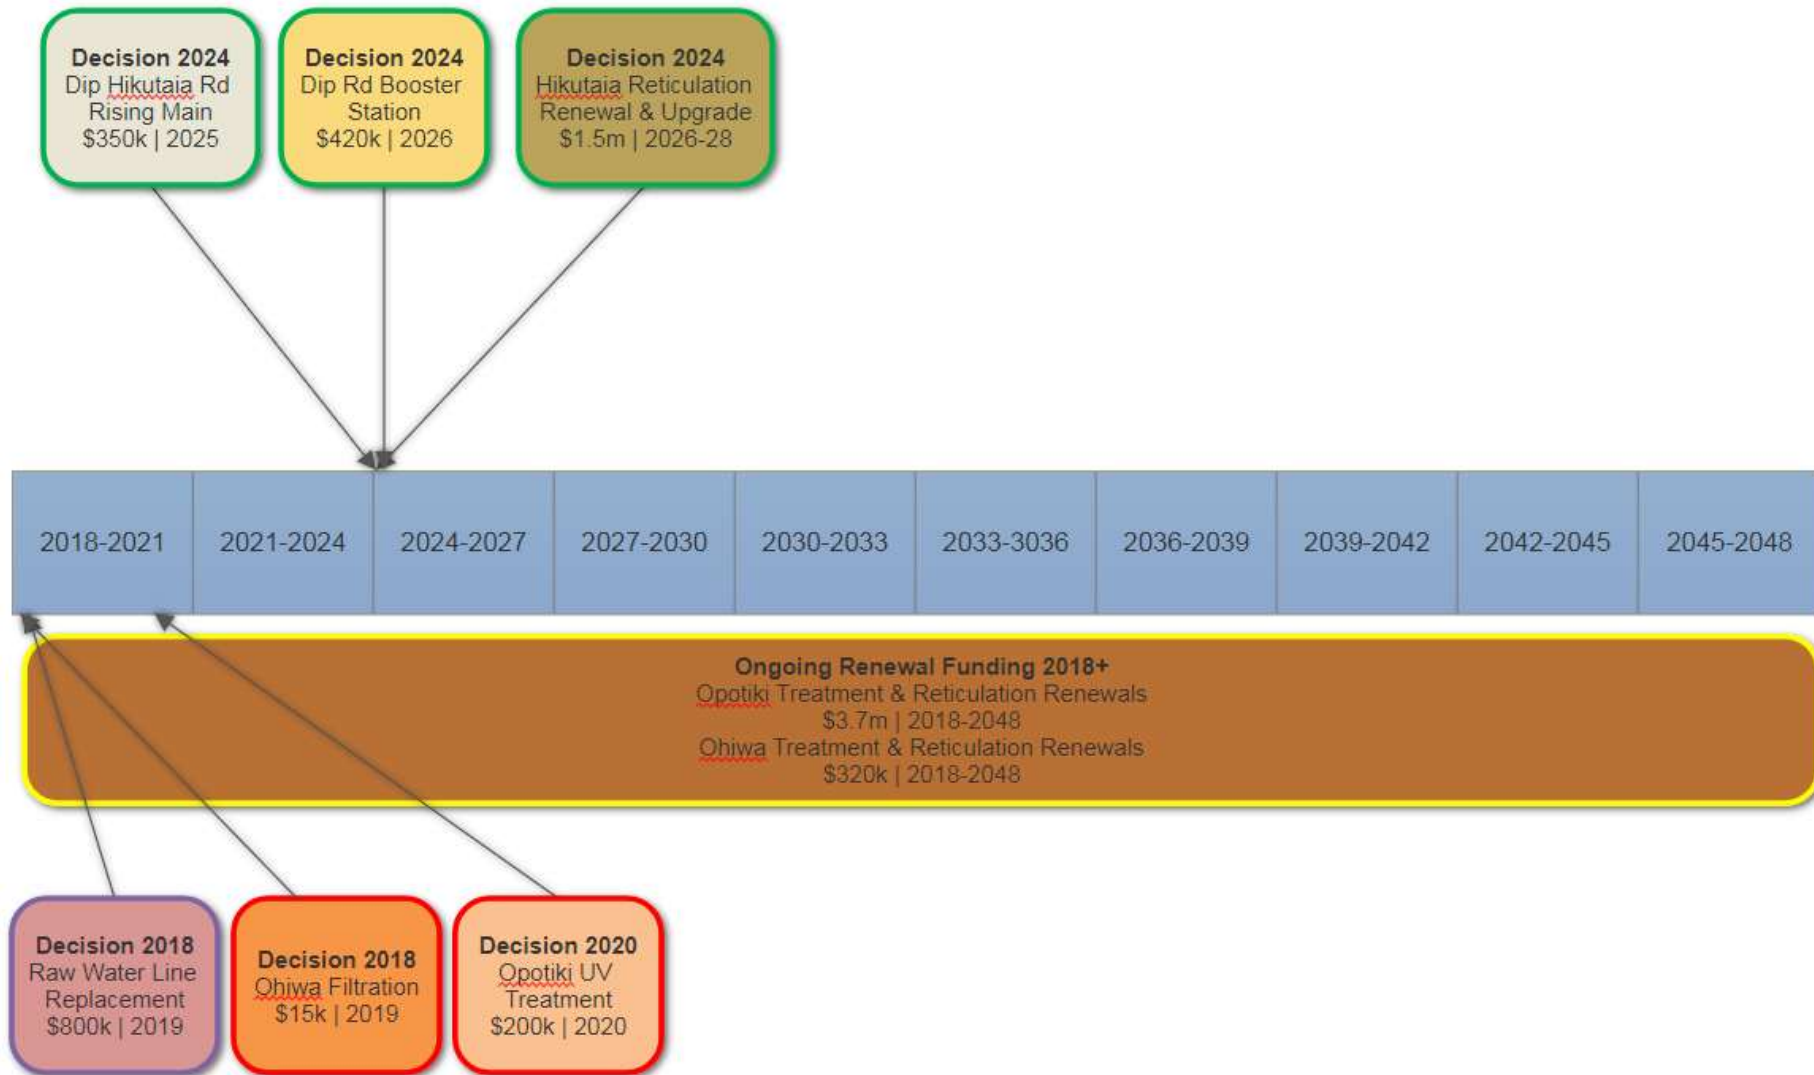 Decision 2024
Dip Hikutaia Rd
Rising Main
$350k | 2025
Decision 2024
Dip Rd Booster
Station
$420k | 2026
Decision 2024
Hikutaia Reticulation
Renewal & Upgrade
$1.5m | 2026-28
2018-2021
2021-2024
2024-2027
2027-2030
2030-2033
2033-3036
2036-2039
2039-2042
2042-2045
2045-2048
Ongoing Renewal Funding 2018+
Opotiki Treatment & Reticulation Renewals
$3.7m | 2018-2048
Ohiwa Treatment & Reticulation Renewals
$320k | 2018-2048
Decision 2018
Raw Water Line
Replacement
$800k | 2019
Decision 2018
Ohiwa Filtration
$15k | 2019
Decision 2020
Opotiki UV
Treatment
$200k | 2020